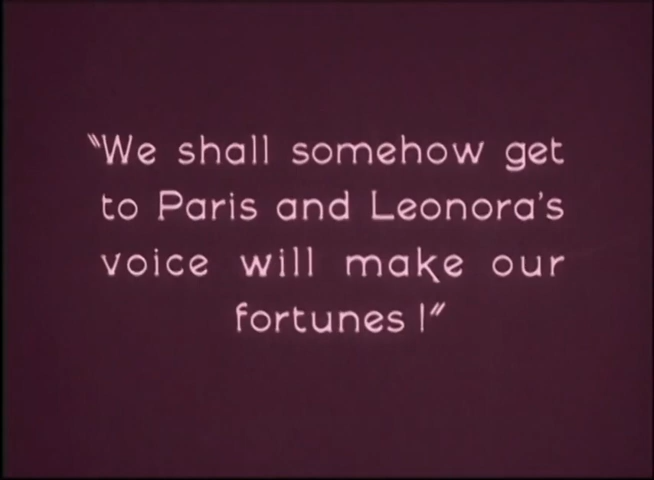 "We shall somehow get
to Paris and Leonora's
voice will make our
fortunes!"